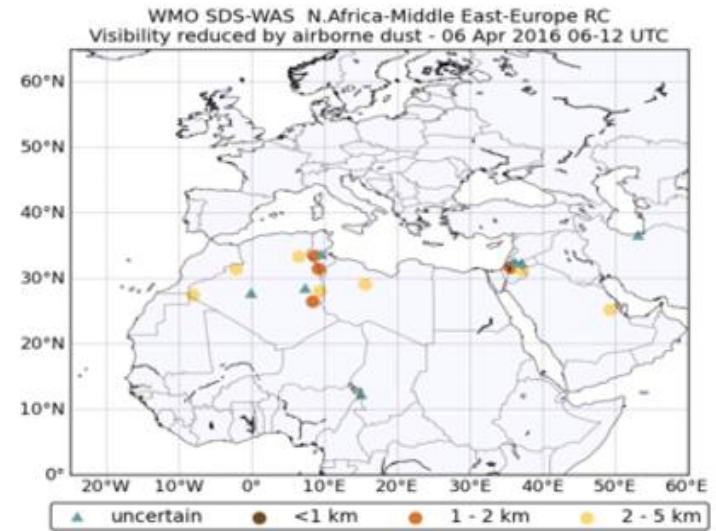 WMO SDS-WAS N.Africa-Middle East-Europe RC
Visibility reduced by airborne dust - 06 Apr 2016 06-12 UTC
60°N
50°N
40°N
30°N
20°N
10°N
0°
20°W 10°W 0° 10°E 20°E 30°E 40°E 50°E 60°E
uncertain <1 km 1 - 2 km 2 - 5 km